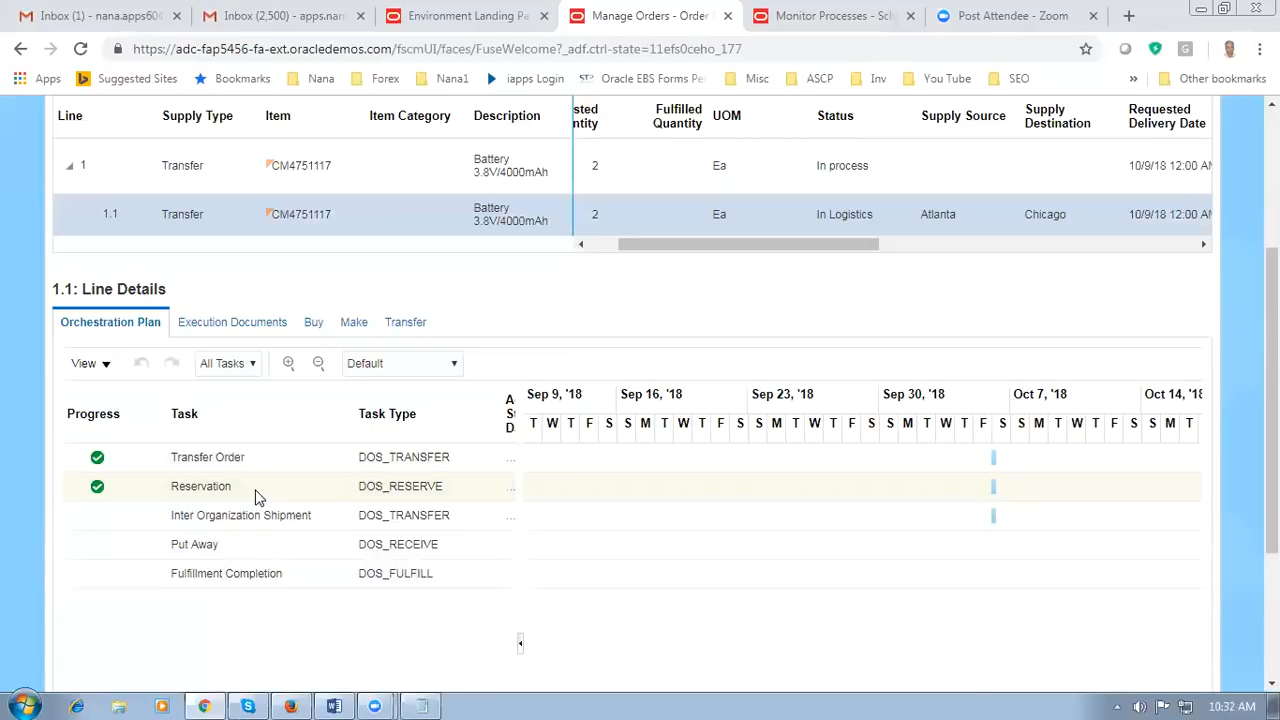 Inbox (1) - nana.apps004
Inbox (2,500) - apps.nan
Environment Landing Pa
Manage Orders - Order
Monitor Processes - Sch
Post Attendee - Zoom
https://adc-fap5456-fa-ext.oracledemos.com/fscmUI/faces/FuseWelcome?_adf.ctrl-state=11efs0ceho_177
Apps Suggested Sites Bookmarks Nana Forex Nana1 iapps Login Oracle EBS Forms Pe Misc ASCP Inv You Tube SEO » Other bookmarks
Line Supply Type Item Item Category Description sted ntity Fulfilled Quantity UOM Status Supply Source Supply Destination Requested Delivery Date
1 Transfer CM4751117 Battery 3.8V/4000mAh 2 Ea In process 10/9/18 12:00 AM
1.1 Transfer CM4751117 Battery 3.8V/4000mAh 2 Ea In Logistics Atlanta Chicago 10/9/18 12:00 AM
1.1: Line Details
Orchestration Plan Execution Documents Buy Make Transfer
View All Tasks Default
Sep 9, '18 Sep 16, '18 Sep 23, '18 Sep 30, '18 Oct 7, '18 Oct 14, '18
Progress Task Task Type A S D T W T F S S M T W T F S S M T W T F S S M T W T F S S M T W T F S S M T
Transfer Order DOS_TRANSFER ...
Reservation DOS_RESERVE ...
Inter Organization Shipment DOS_TRANSFER ...
Put Away DOS_RECEIVE
Fulfillment Completion DOS_FULFILL
10:32 AM